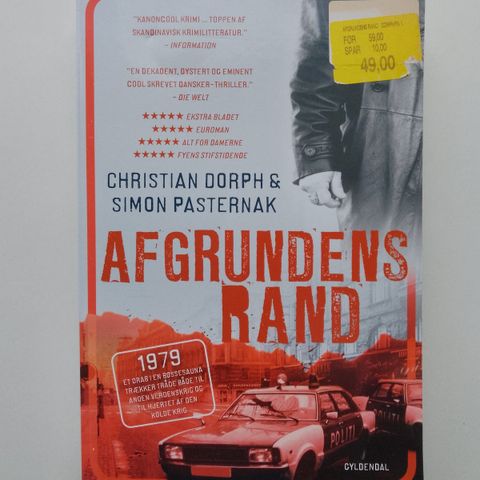 "KANONCOOL KRIMI ... TOPPEN AF
SKANDINAVISK KRIMILITTERATUR."
– INFORMATION
"EN DEKADENT, DYSTERT OG EMINENT
COOL SKREVET DANSKER-THRILLER."
– DIE WELT
★★★★★ EKSTRA BLADET
★★★★★ EUROMAN
★★★★★ ALT FOR DAMERNE
★★★★★ FYENS STIFTSTIDENDE
FØR 59,00
SPAR 10,00
49,00
CHRISTIAN DORPH &
SIMON PASTERNAK
AFGRUNDENS
RAND
1979
ET DRAB I EN BØSSESAUNA
TRÆKKER TRÅDE BÅDE TIL
ANDEN VERDENSKRIG OG
TIL HJERTET AF DEN
KOLDE KRIG
POLITI
POLITI
GYLDENDAL